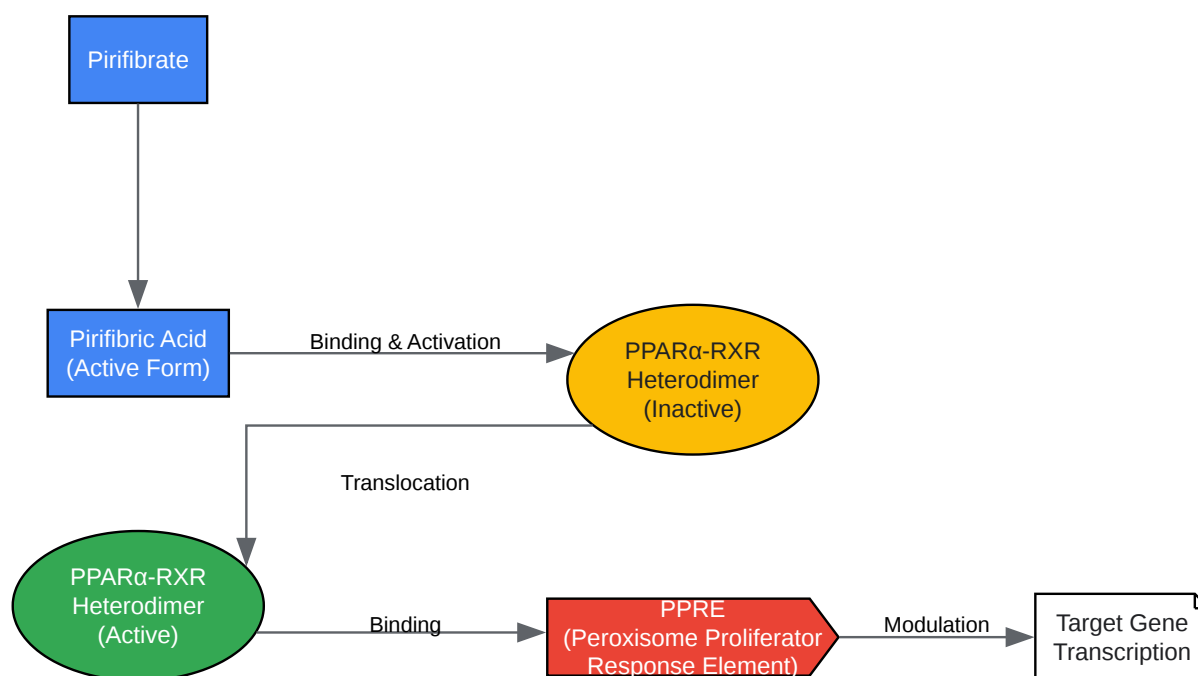 Pirifibrate
Pirifibric Acid
(Active Form)
Binding & Activation
PPARα-RXR
Heterodimer
(Inactive)
Translocation
PPARα-RXR
Heterodimer
(Active)
Binding
PPRE
(Peroxisome Proliferator
Response Element)
Modulation
Target Gene
Transcription